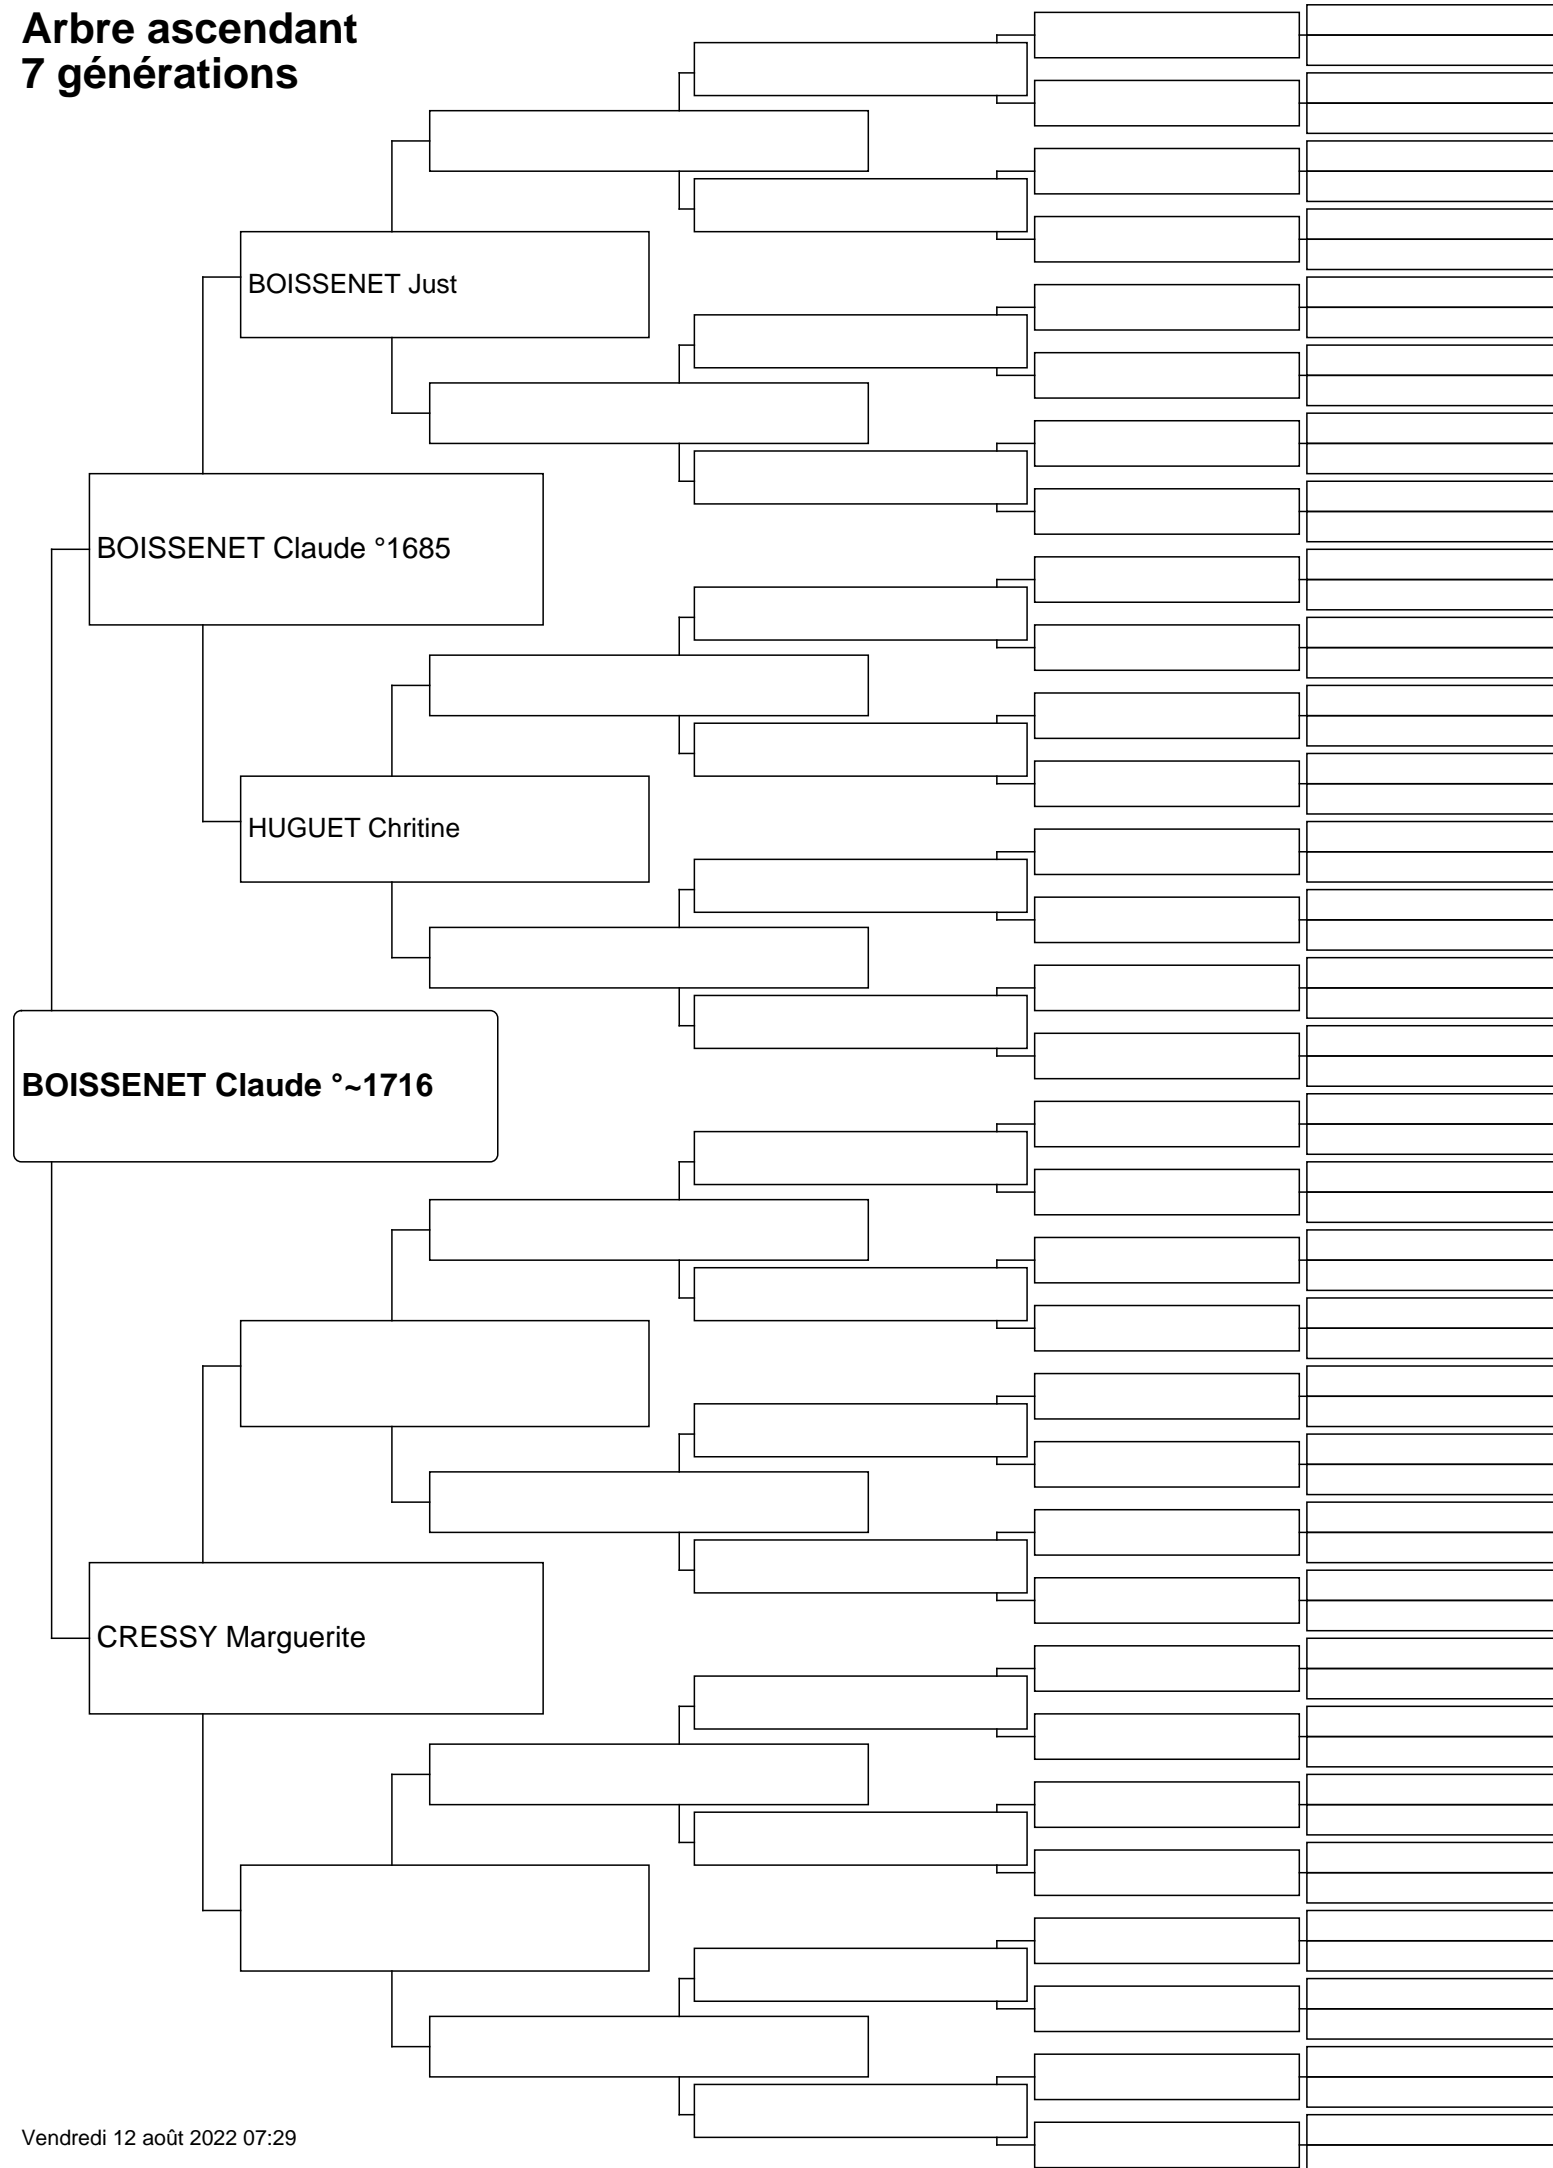 Arbre ascendant
7 générations
BOISSENET Just
BOISSENET Claude °1685
HUGUET Chritine
BOISSENET Claude °~1716
CRESSY Marguerite
Vendredi 12 août 2022 07:29